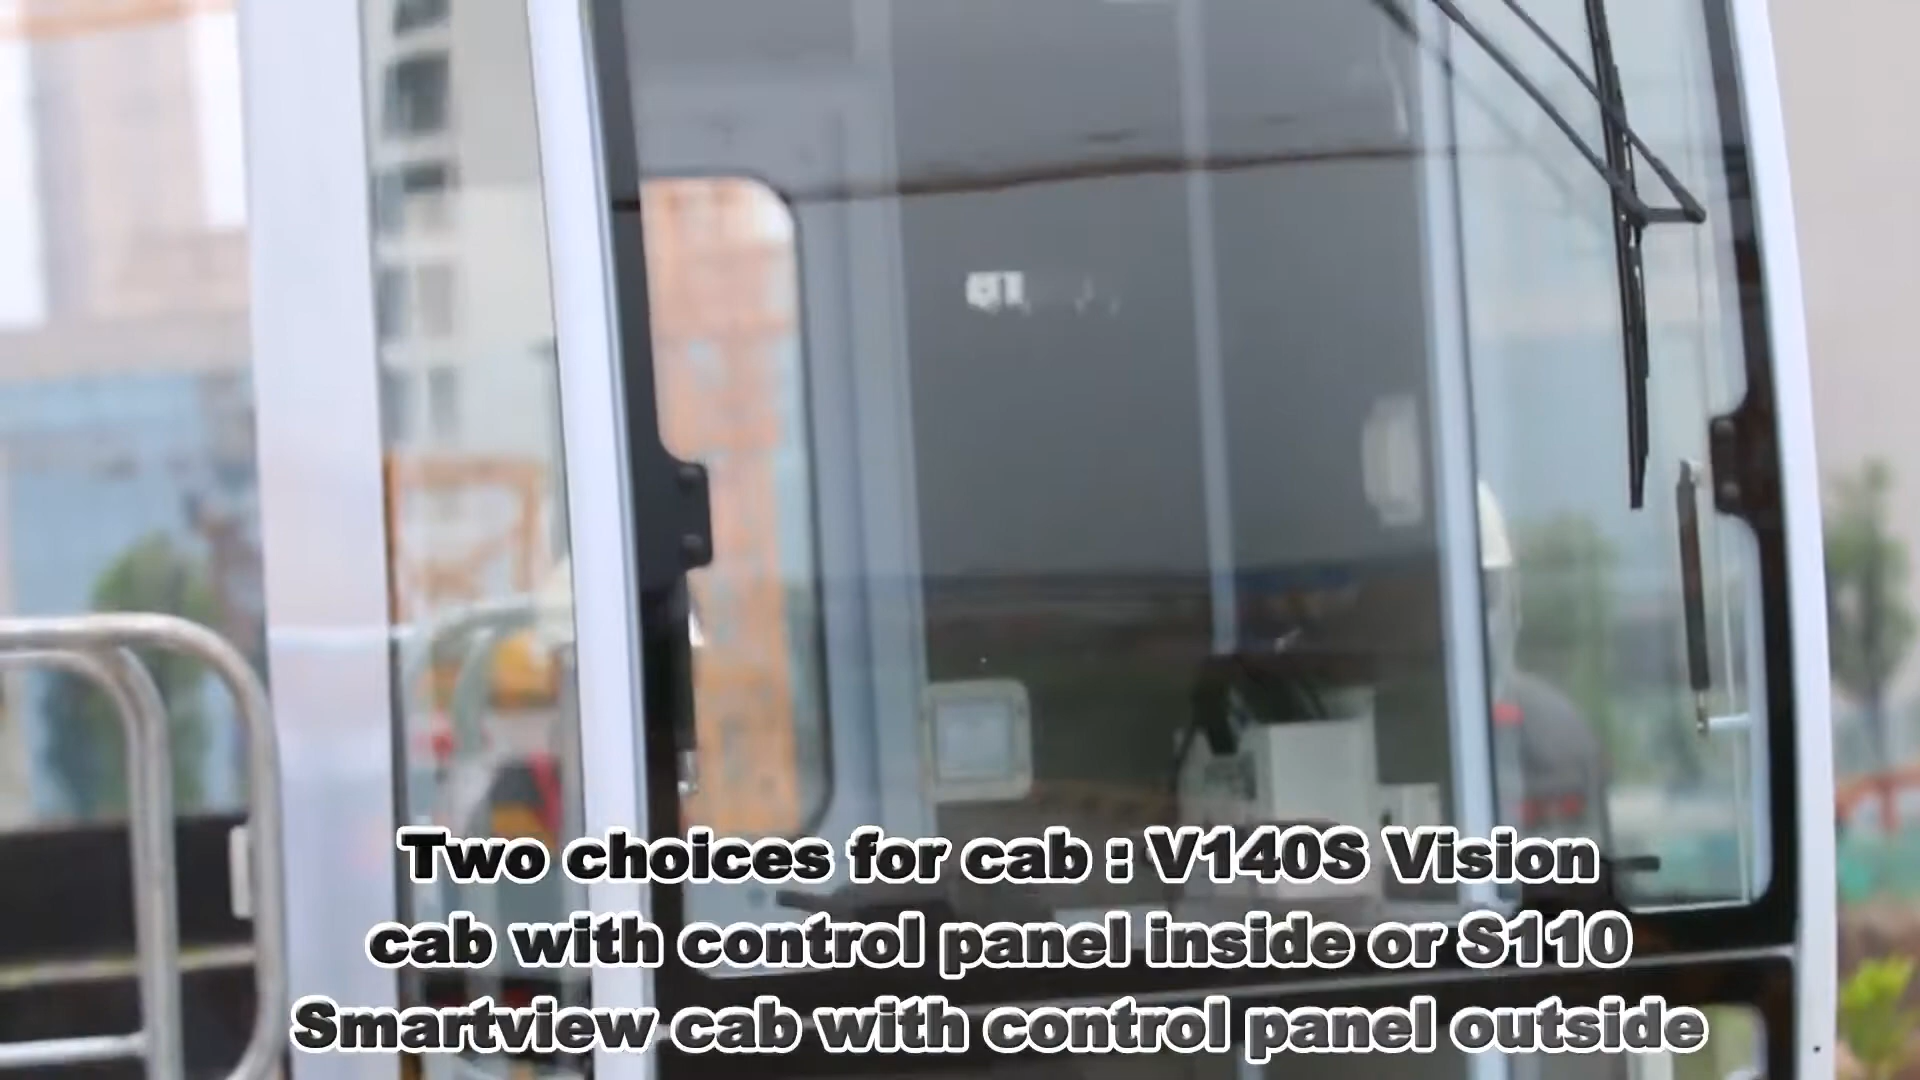 Two choices for cab : V140S Vision
cab with control panel inside or S110
Smartview cab with control panel outside